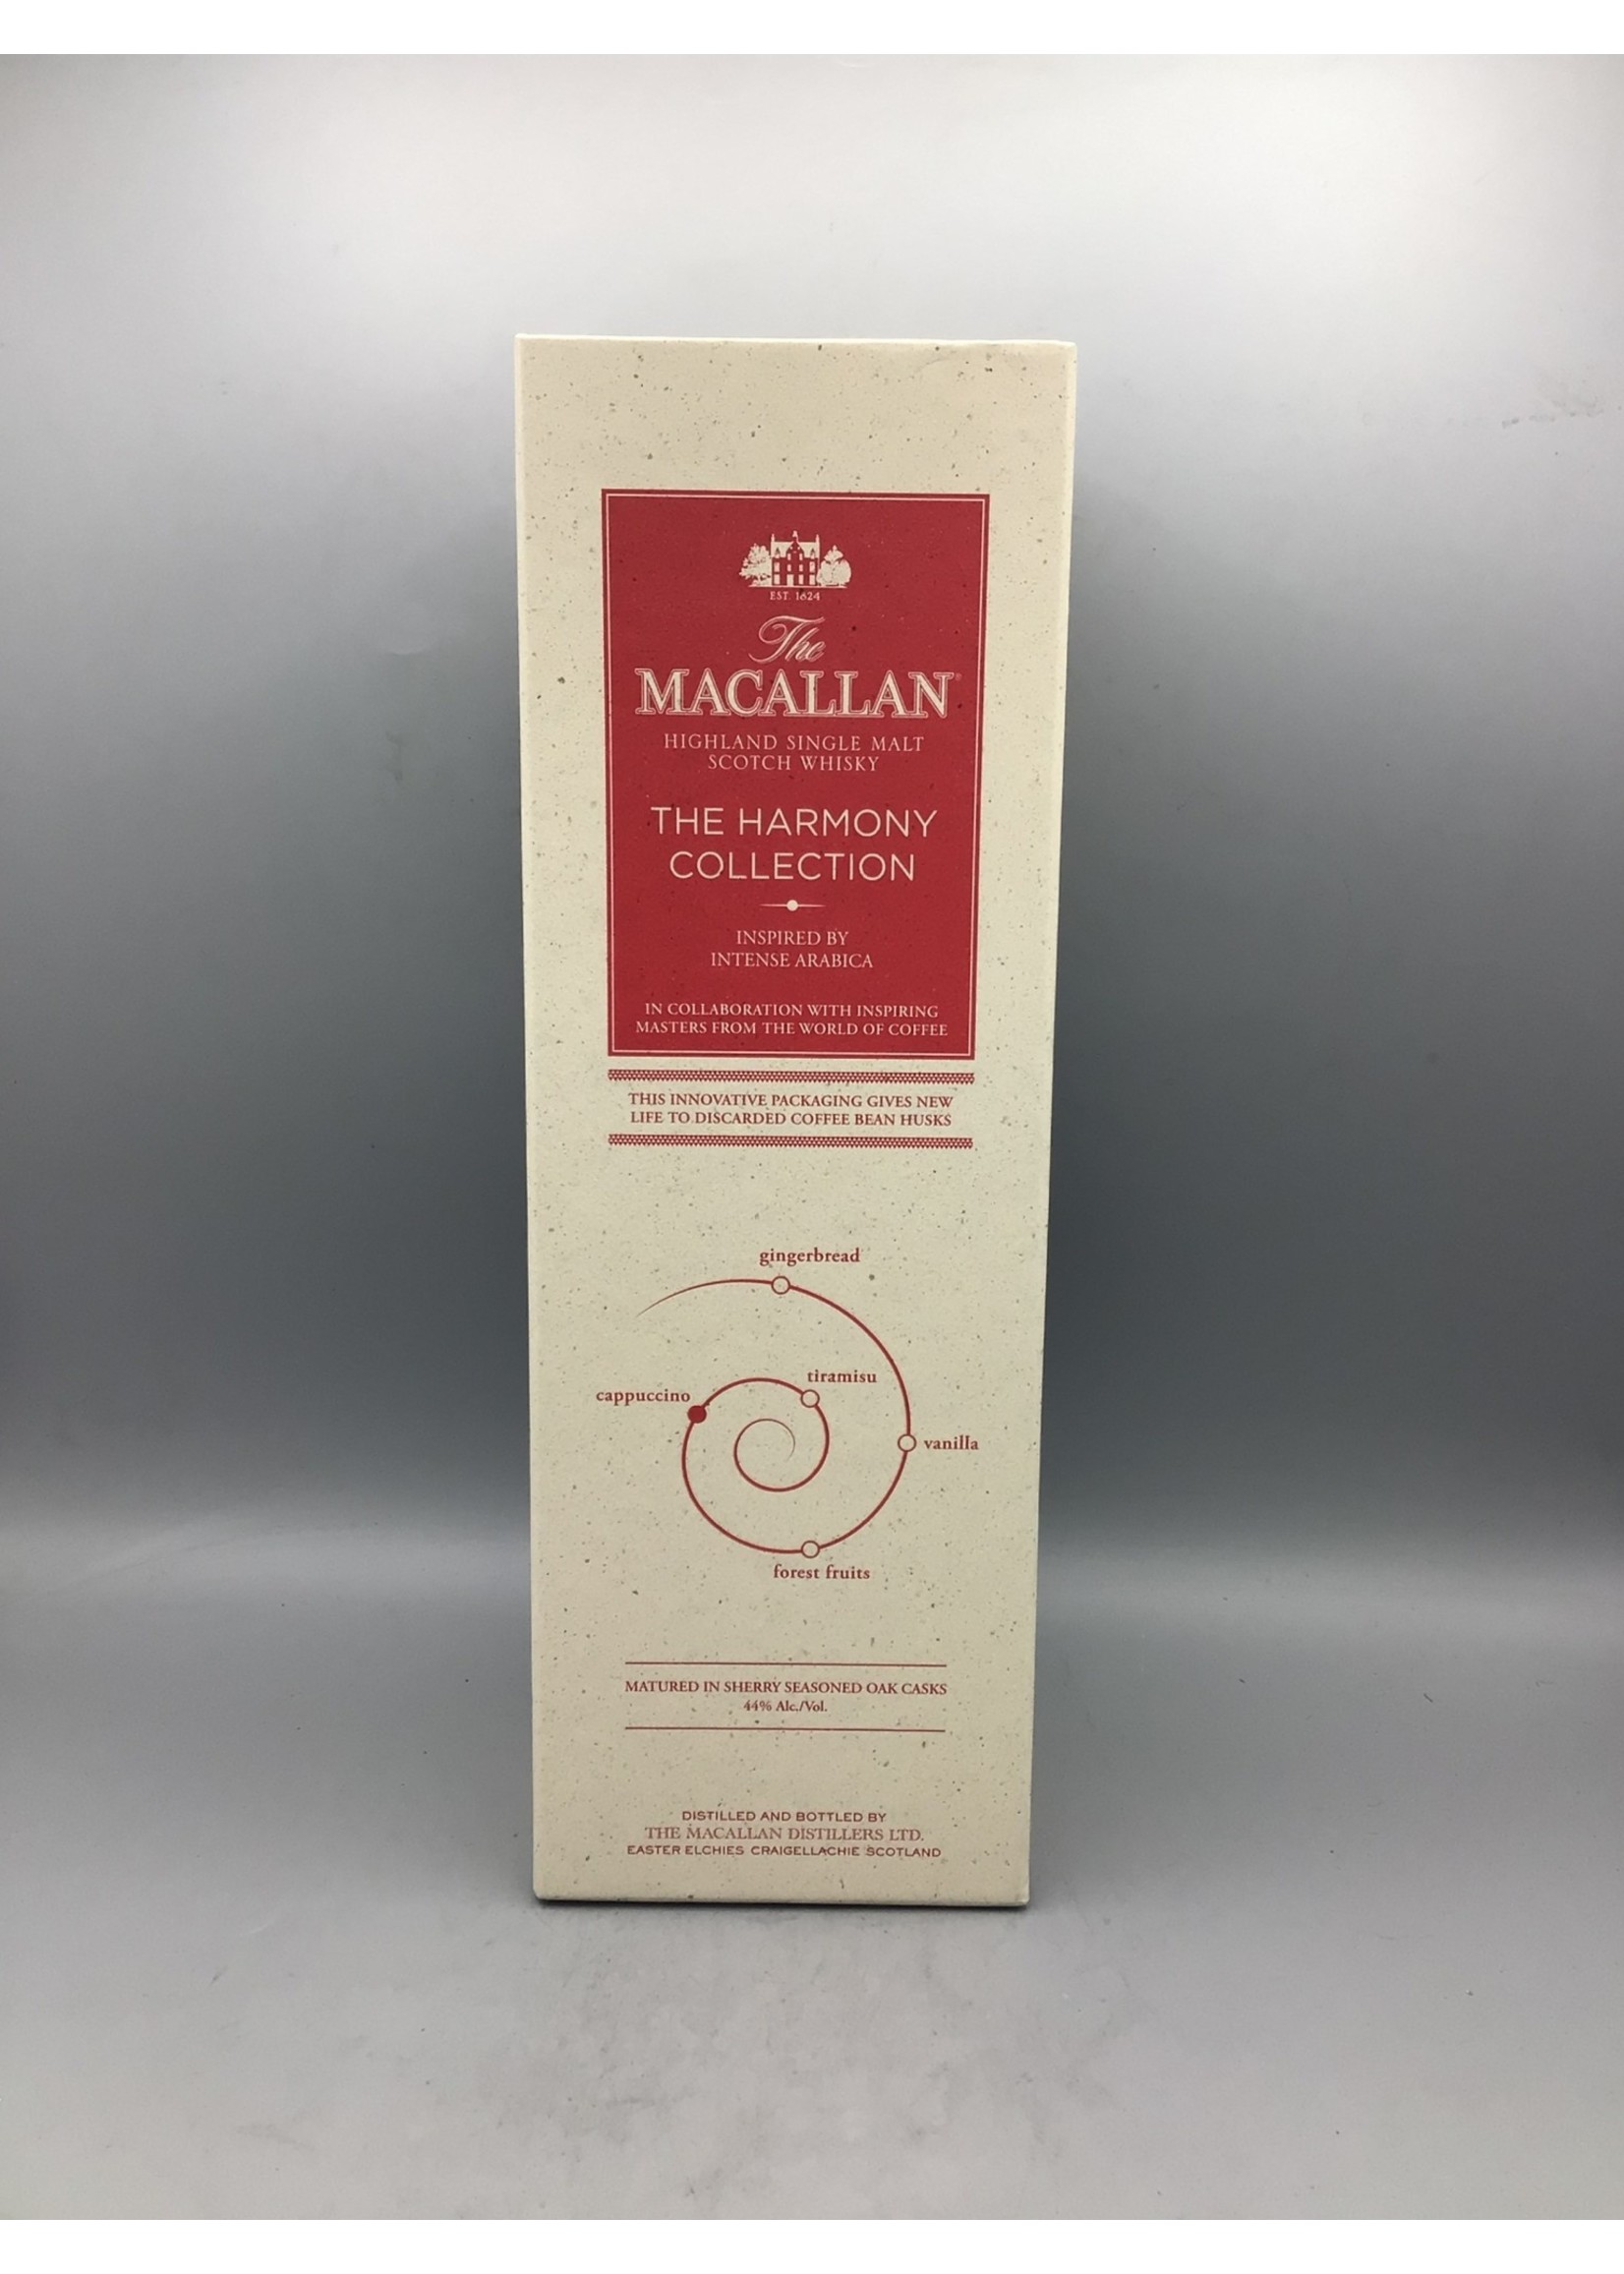 EST. 1824
The
MACALLAN®
HIGHLAND SINGLE MALT
SCOTCH WHISKY
THE HARMONY
COLLECTION
INSPIRED BY
INTENSE ARABICA
IN COLLABORATION WITH INSPIRING
MASTERS FROM THE WORLD OF COFFEE
THIS INNOVATIVE PACKAGING GIVES NEW
LIFE TO DISCARDED COFFEE BEAN HUSKS
gingerbread
tiramisu
cappuccino
vanilla
forest fruits
MATURED IN SHERRY SEASONED OAK CASKS
44% Alc./Vol.
DISTILLED AND BOTTLED BY
THE MACALLAN DISTILLERS LTD.
EASTER ELCHIES CRAIGELLACHIE SCOTLAND